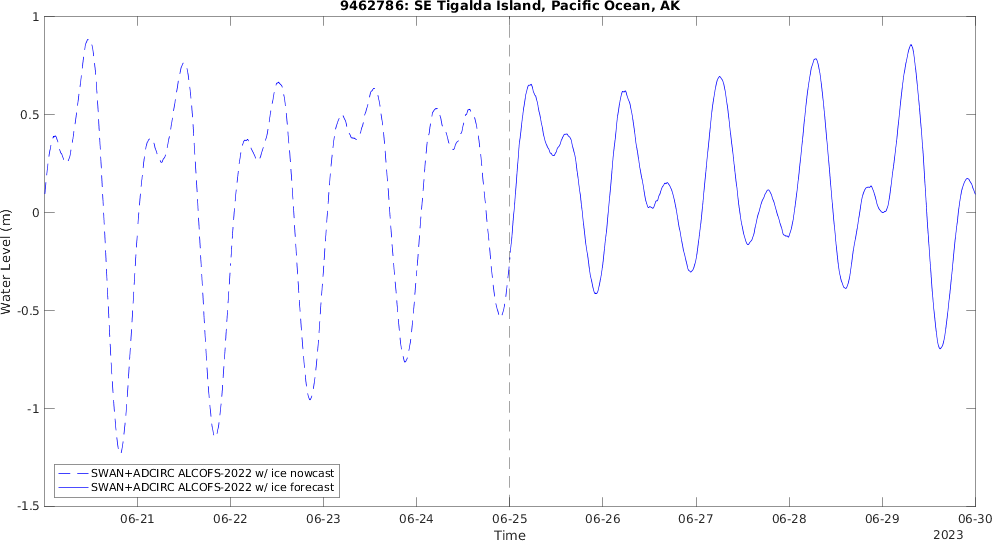 9462786: SE Tigalda Island, Pacific Ocean, AK
Water Level (m)
1
0.5
0
-0.5
-1
-1.5
SWAN+ADCIRC ALCOFS-2022 w/ ice nowcast
SWAN+ADCIRC ALCOFS-2022 w/ ice forecast
06-21 06-22 06-23 06-24 06-25 06-26 06-27 06-28 06-29 06-30
Time
2023